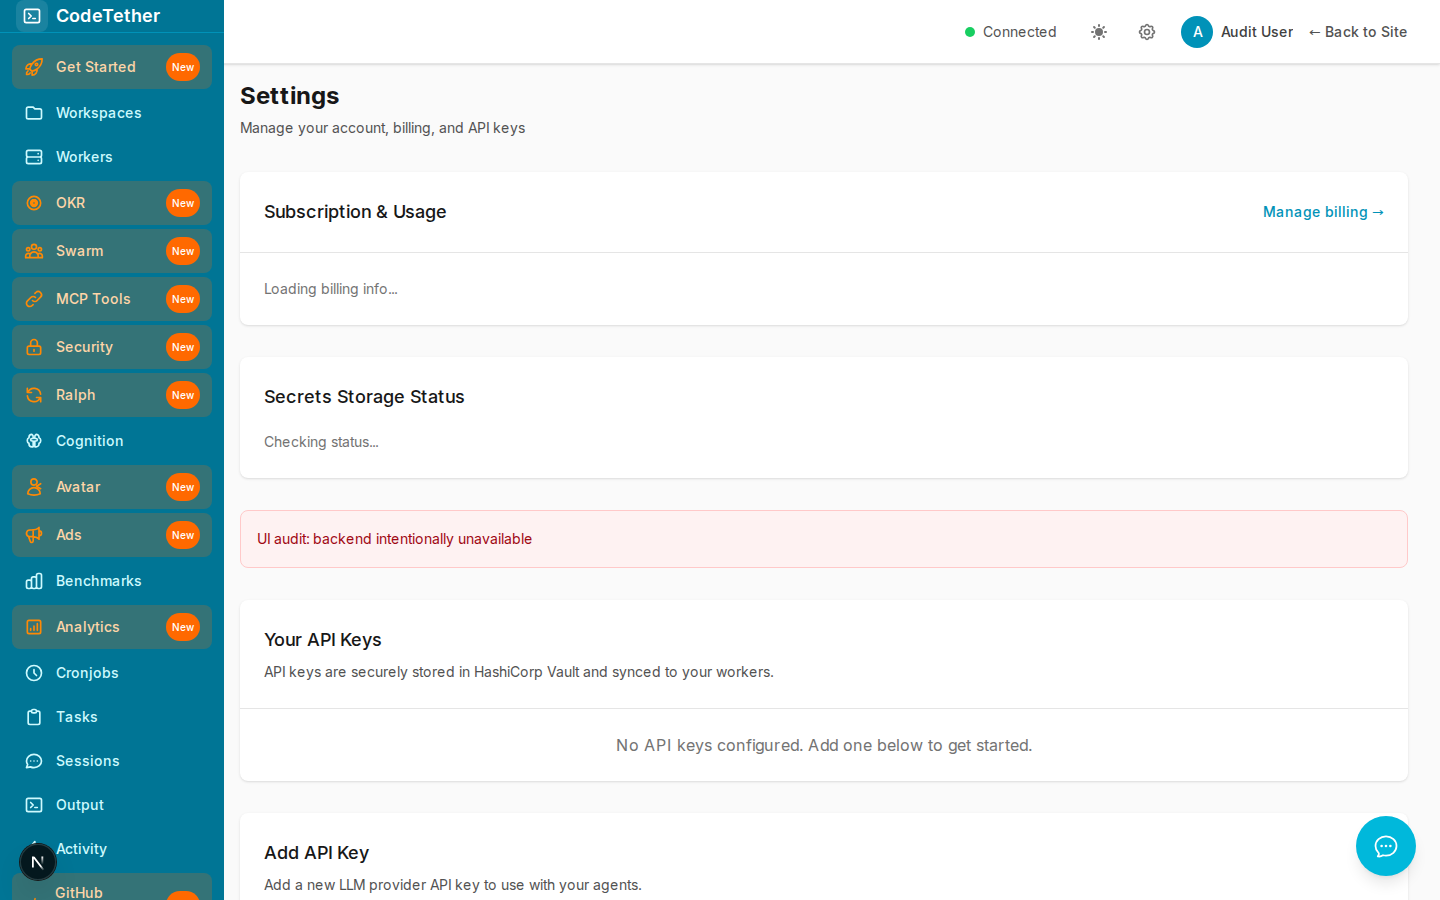 CodeTether
Get Started New
Workspaces
Workers
OKR New
Swarm New
MCP Tools New
Security New
Ralph New
Cognition
Avatar New
Ads New
Benchmarks
Analytics New
Cronjobs
Tasks
Sessions
Output
Activity
GitHub
N
Connected
A
Audit User
← Back to Site
Settings
Manage your account, billing, and API keys
Subscription & Usage
Manage billing →
Loading billing info...
Secrets Storage Status
Checking status...
UI audit: backend intentionally unavailable
Your API Keys
API keys are securely stored in HashiCorp Vault and synced to your workers.
No API keys configured. Add one below to get started.
Add API Key
Add a new LLM provider API key to use with your agents.